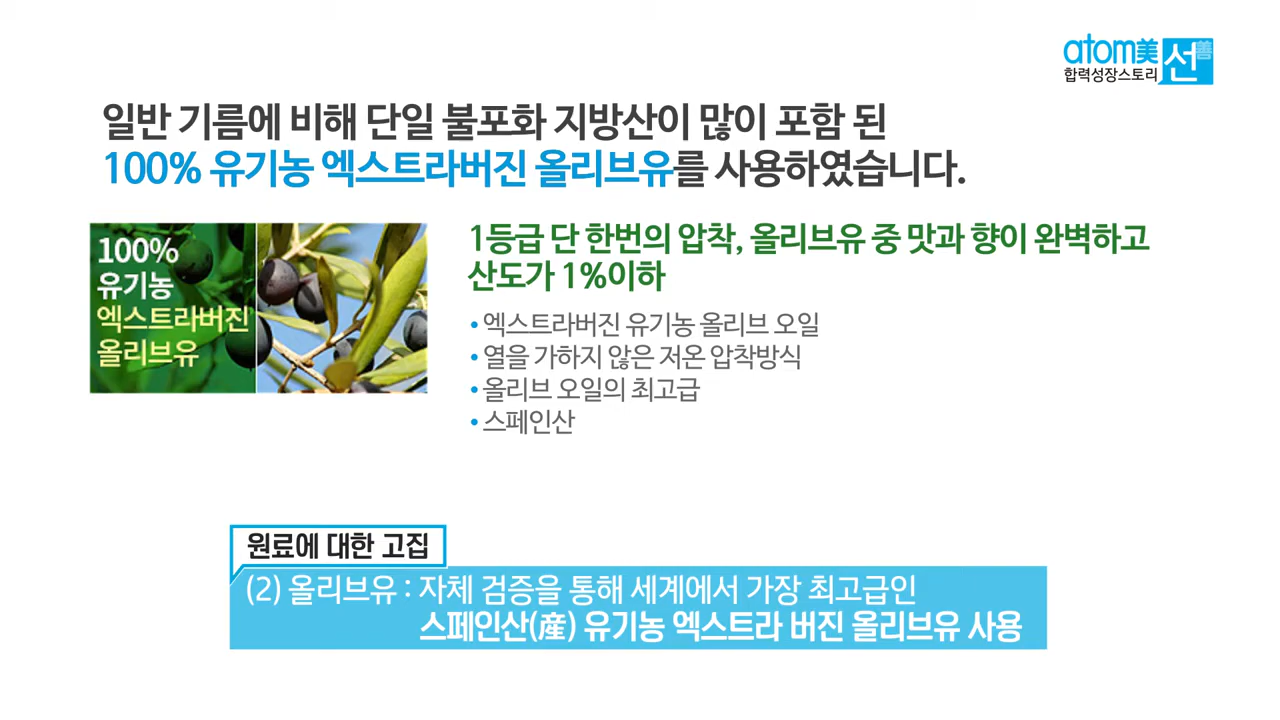 atom美
합력성장스토리
선善
일반 기름에 비해 단일 불포화 지방산이 많이 포함 된
100% 유기농 엑스트라버진 올리브유를 사용하였습니다.
100%
유기농
엑스트라버진
올리브유
1등급 단 한번의 압착, 올리브유 중 맛과 향이 완벽하고
산도가 1%이하
• 엑스트라버진 유기농 올리브 오일
• 열을 가하지 않은 저온 압착방식
• 올리브 오일의 최고급
• 스페인산
원료에 대한 고집
(2) 올리브유 : 자체 검증을 통해 세계에서 가장 최고급인
스페인산(産) 유기농 엑스트라 버진 올리브유 사용